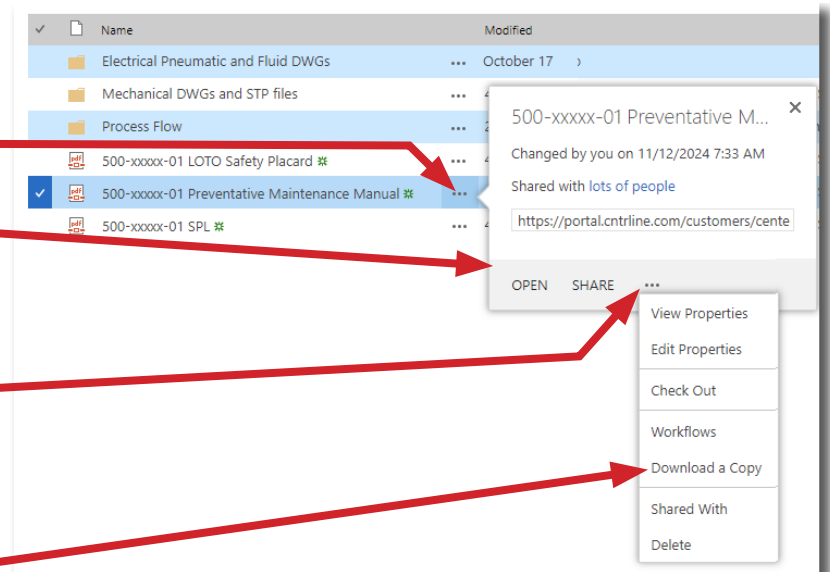 Name Modified
Electrical Pneumatic and Fluid DWGs ... October 17
Mechanical DWGs and STP files ...
Process Flow ...
500-xxxxx-01 LOTO Safety Placard ...
500-xxxxx-01 Preventative Maintenance Manual ...
500-xxxxx-01 SPL ...
500-xxxxx-01 Preventative M...
Changed by you on 11/12/2024 7:33 AM
Shared with lots of people
https://portal.cntrline.com/customers/cente
OPEN SHARE ...
View Properties
Edit Properties
Check Out
Workflows
Download a Copy
Shared With
Delete